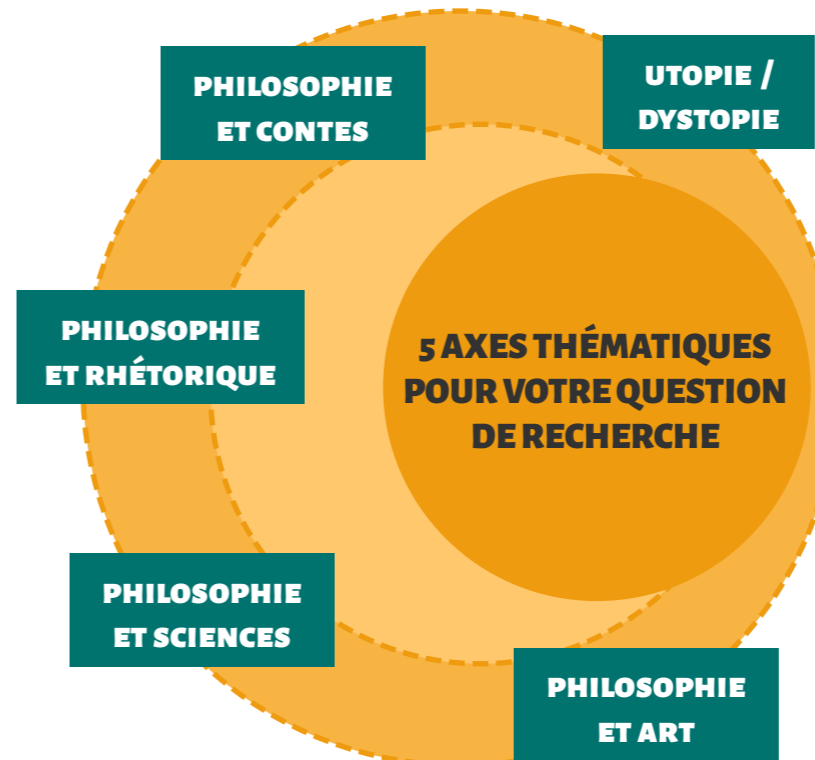 PHILOSOPHIE
ET CONTES
UTOPIE /
DYSTOPIE
PHILOSOPHIE
ET RHÉTORIQUE
5 AXES THÉMATIQUES
POUR VOTRE QUESTION
DE RECHERCHE
PHILOSOPHIE
ET SCIENCES
PHILOSOPHIE
ET ART